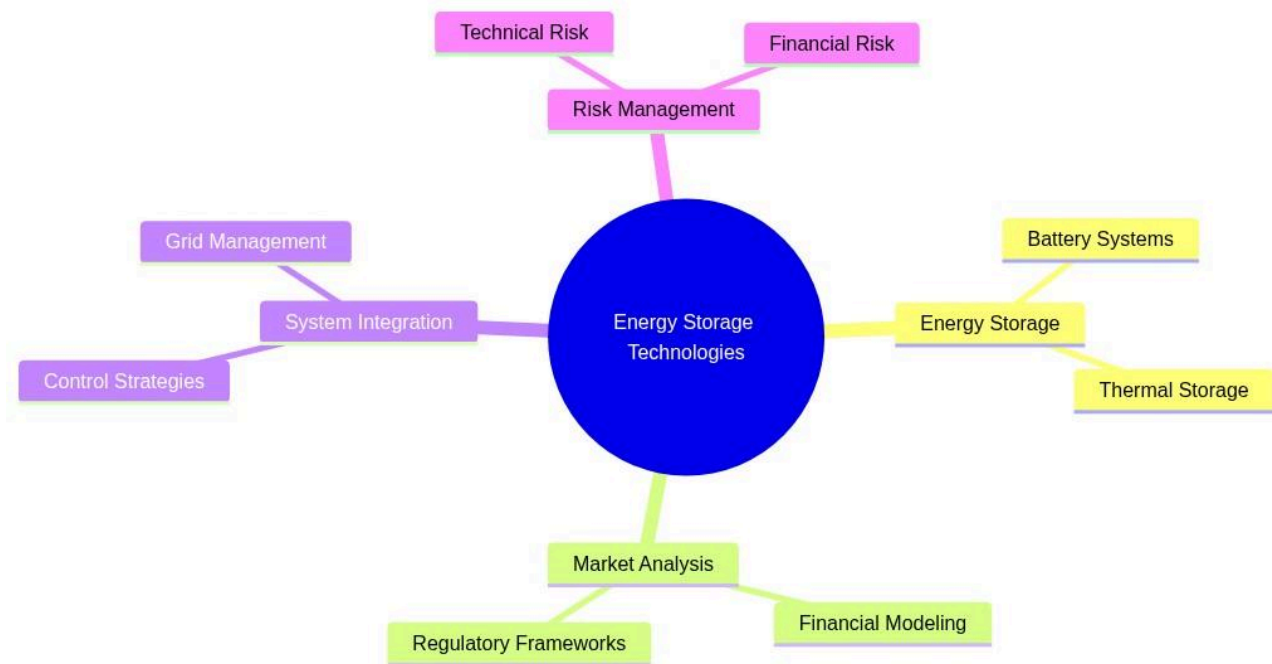 Technical Risk
Financial Risk
Risk Management
Grid Management
Battery Systems
System Integration
Energy Storage
Technologies
Energy Storage
Control Strategies
Thermal Storage
Market Analysis
Regulatory Frameworks
Financial Modeling